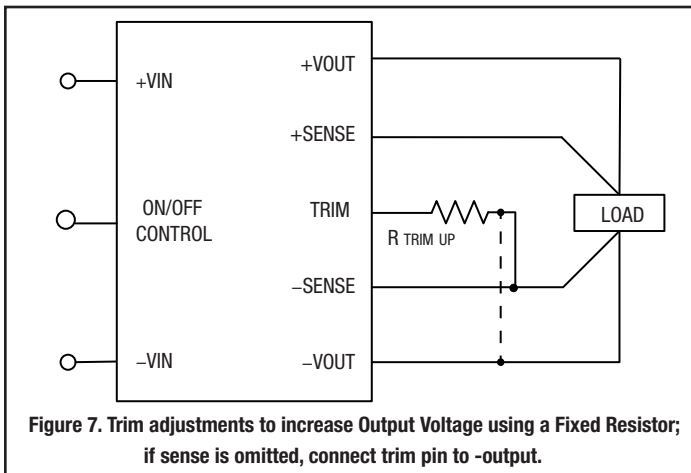 +VOUT
+VIN
+SENSE
ON/OFF
CONTROL
TRIM
R TRIM UP
LOAD
−SENSE
−VIN
−VOUT
Figure 7. Trim adjustments to increase Output Voltage using a Fixed Resistor;
if sense is omitted, connect trim pin to -output.